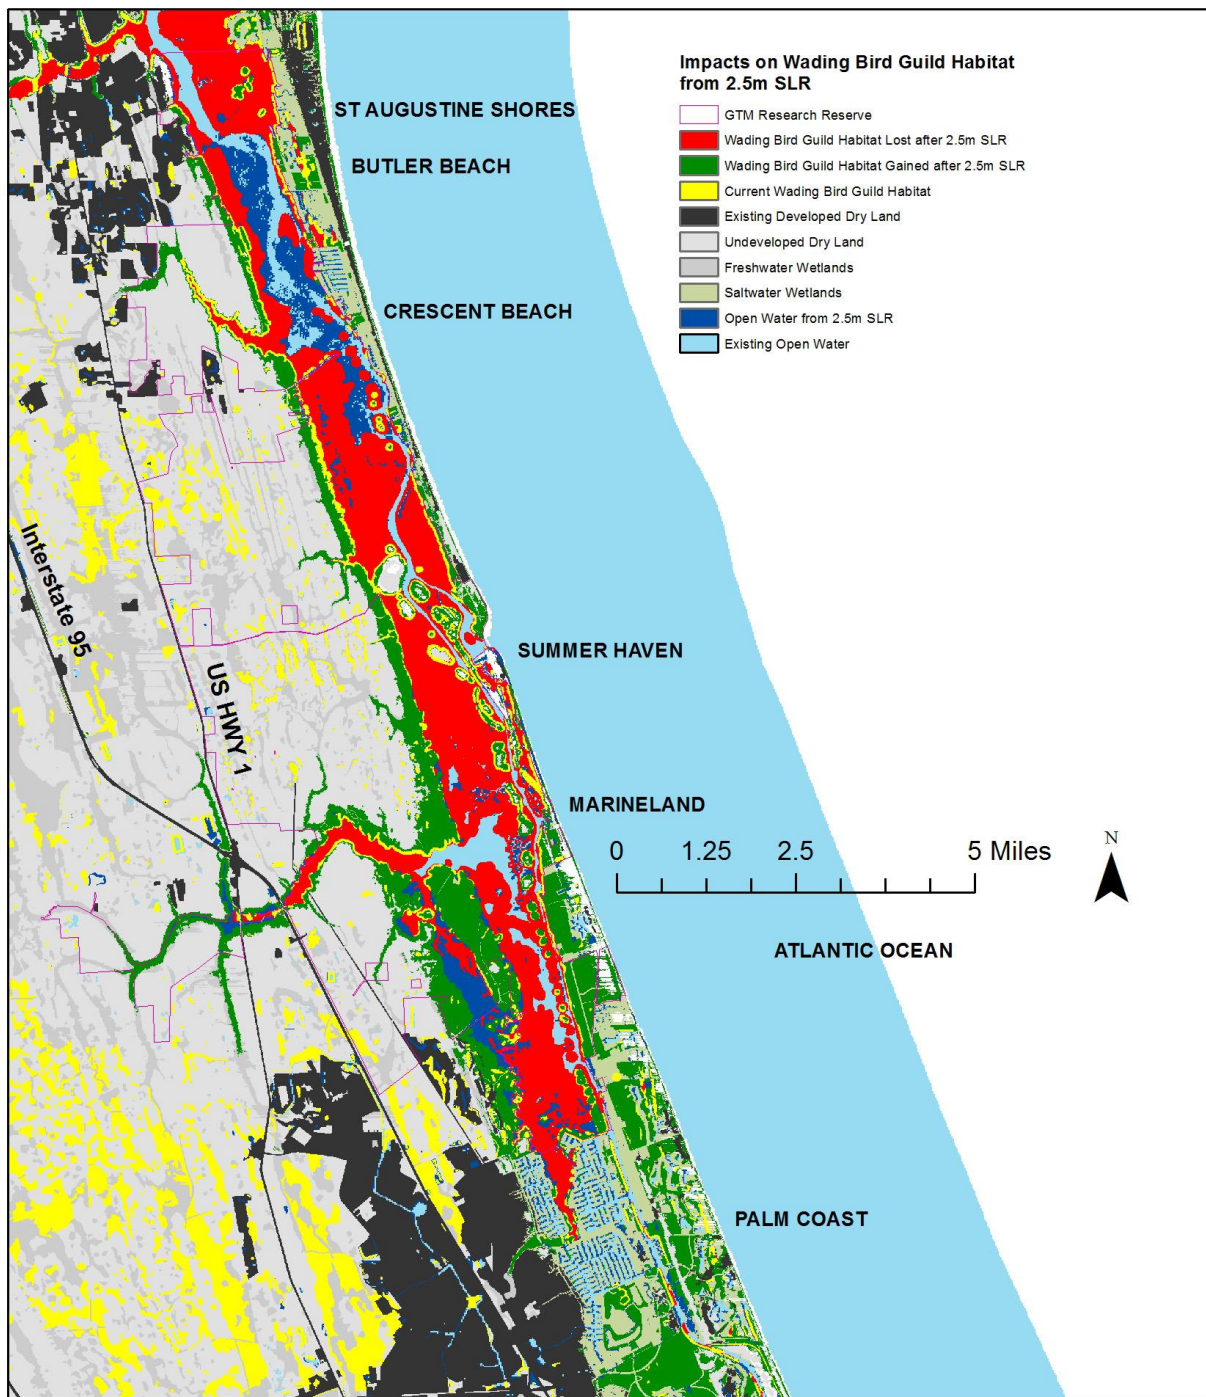 Impacts on Wading Bird Guild Habitat
from 2.5m SLR
GTM Research Reserve
Wading Bird Guild Habitat Lost after 2.5m SLR
Wading Bird Guild Habitat Gained after 2.5m SLR
Current Wading Bird Guild Habitat
Existing Developed Dry Land
Undeveloped Dry Land
Freshwater Wetlands
Saltwater Wetlands
Open Water from 2.5m SLR
Existing Open Water
ST AUGUSTINE SHORES
BUTLER BEACH
CRESCENT BEACH
Interstate 95
US HWY 1
SUMMER HAVEN
MARINELAND
0 1.25 2.5 5 Miles
N
ATLANTIC OCEAN
PALM COAST